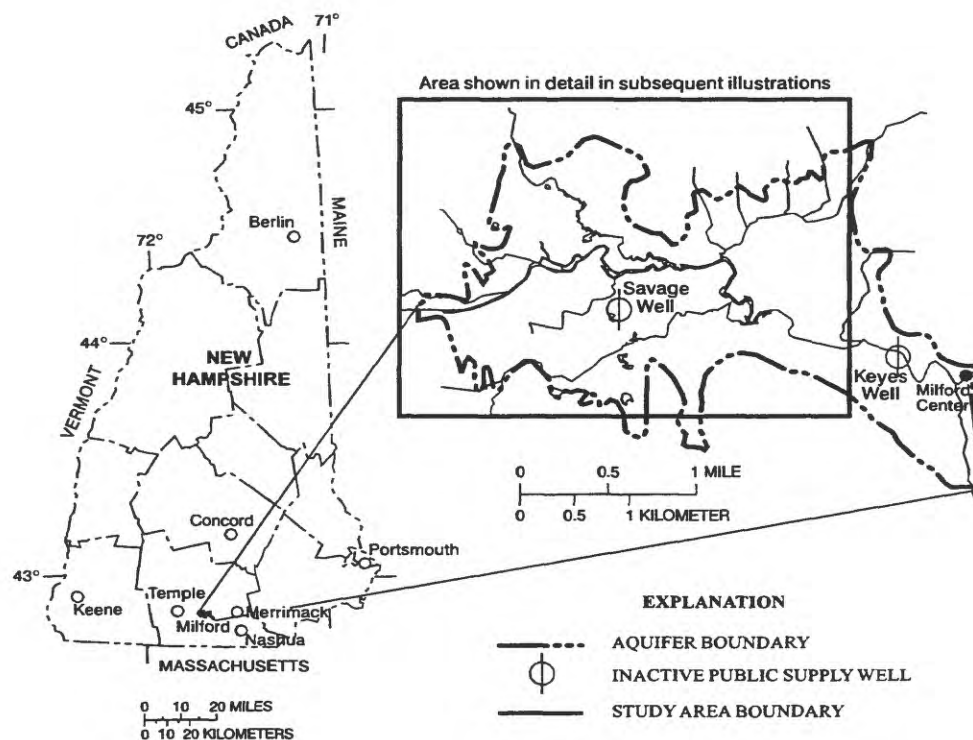 CANADA
71°
45°
MAINE
Berlin
72°
44°
NEW
HAMPSHIRE
VERMONT
Concord
Portsmouth
43°
Keene
Temple
Milford
Merrimack
Nashua
MASSACHUSETTS
0 10 20 MILES
0 10 20 KILOMETERS
Area shown in detail in subsequent illustrations
Savage
Well
Keyes
Well
Milford
Center
0 0.5 1 MILE
0 0.5 1 KILOMETER
EXPLANATION
AQUIFER BOUNDARY
INACTIVE PUBLIC SUPPLY WELL
STUDY AREA BOUNDARY